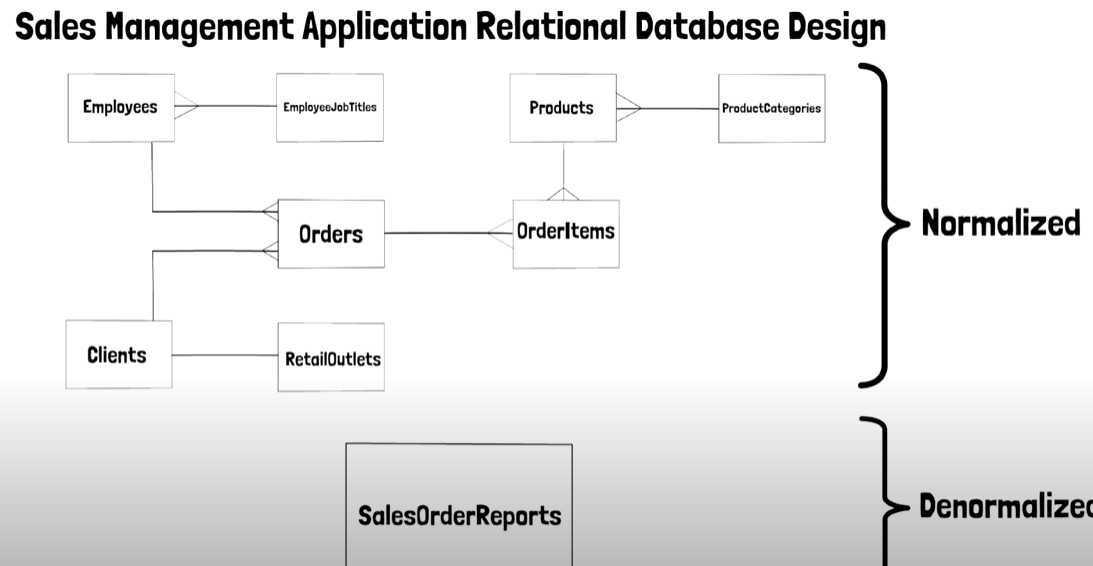 Sales Management Application Relational Database Design
Employees
EmployeeJobTitles
Products
ProductCategories
Orders
OrderItems
Normalized
Clients
RetailOutlets
SalesOrderReports
Denormalized